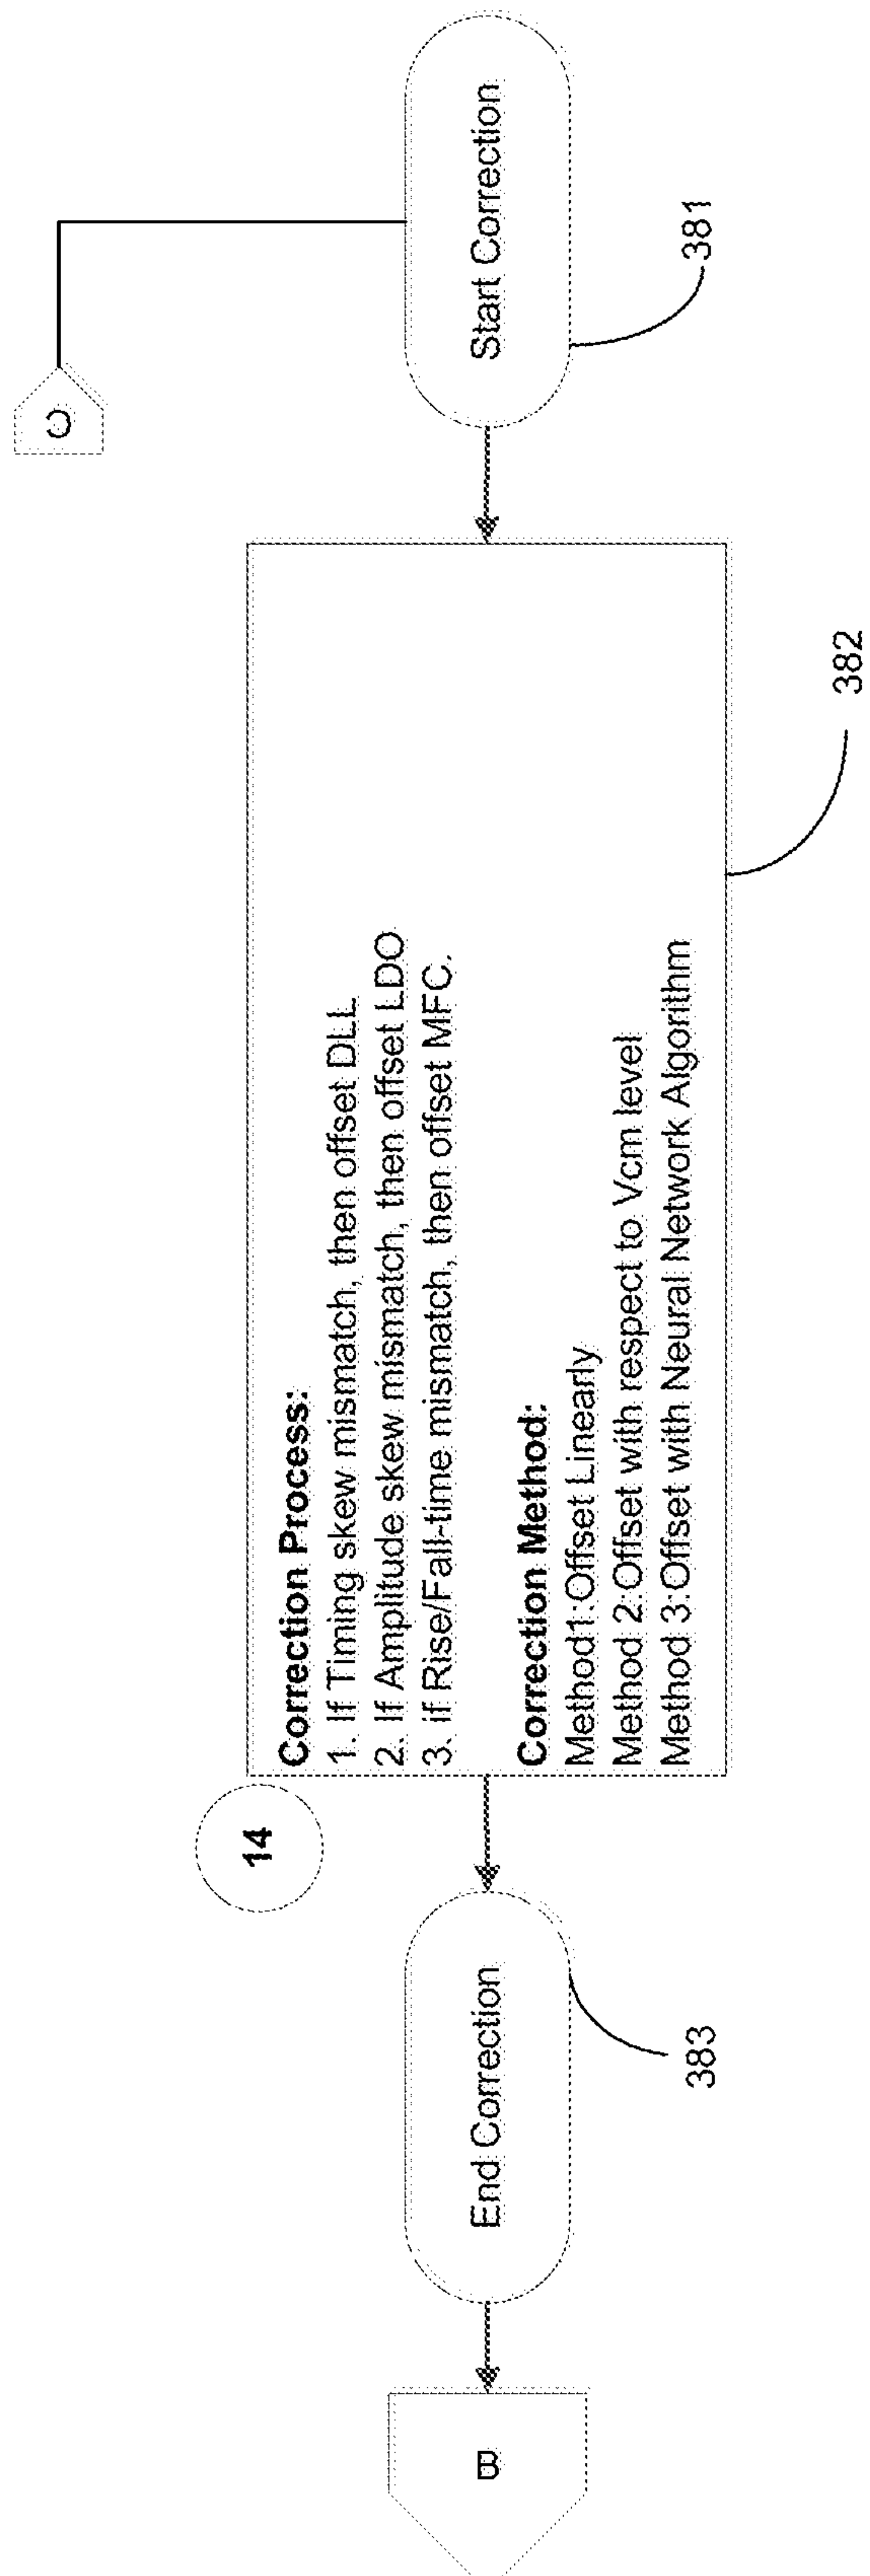 C
Start Correction
381
Correction Process:
1. If Timing skew mismatch, then offset DLL
2. If Amplitude skew mismatch, then offset LDO
3. if Rise/Fall-time mismatch, then offset MFC.
Correction Method:
Method1:Offset Linearly
Method 2:Offset with respect to Vcm level
Method 3:Offset with Neural Network Algorithm
382
14
End Correction
383
B